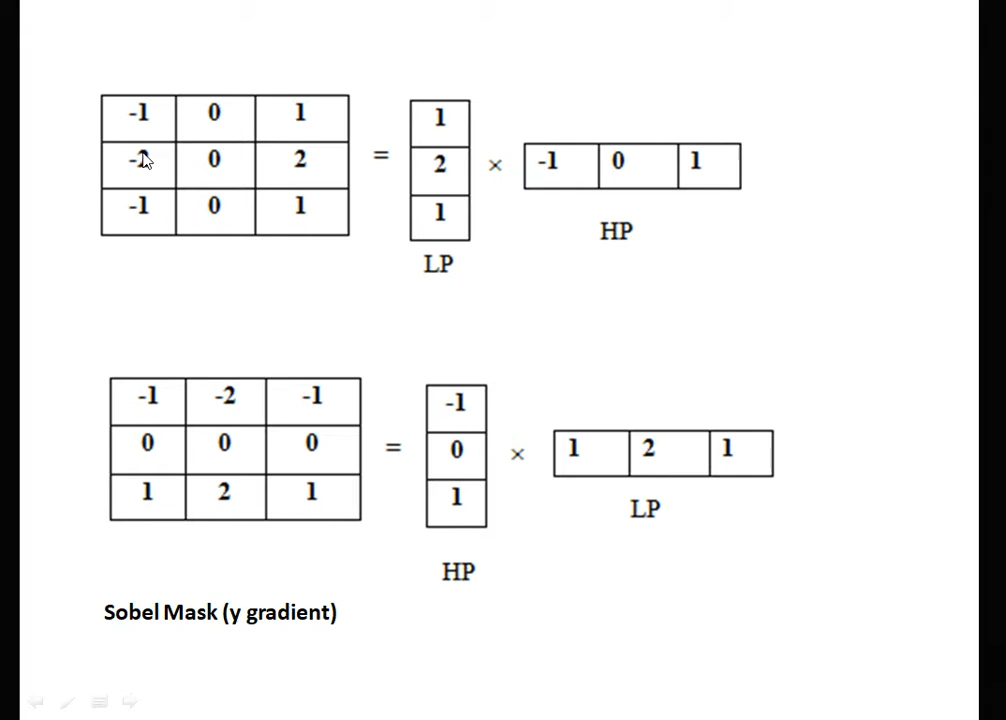 -1 0 1
-2 0 2
-1 0 1
=
1
2
1
LP
×
-1 0 1
HP
-1 -2 -1
0 0 0
1 2 1
=
-1
0
1
HP
×
1 2 1
LP
Sobel Mask (y gradient)